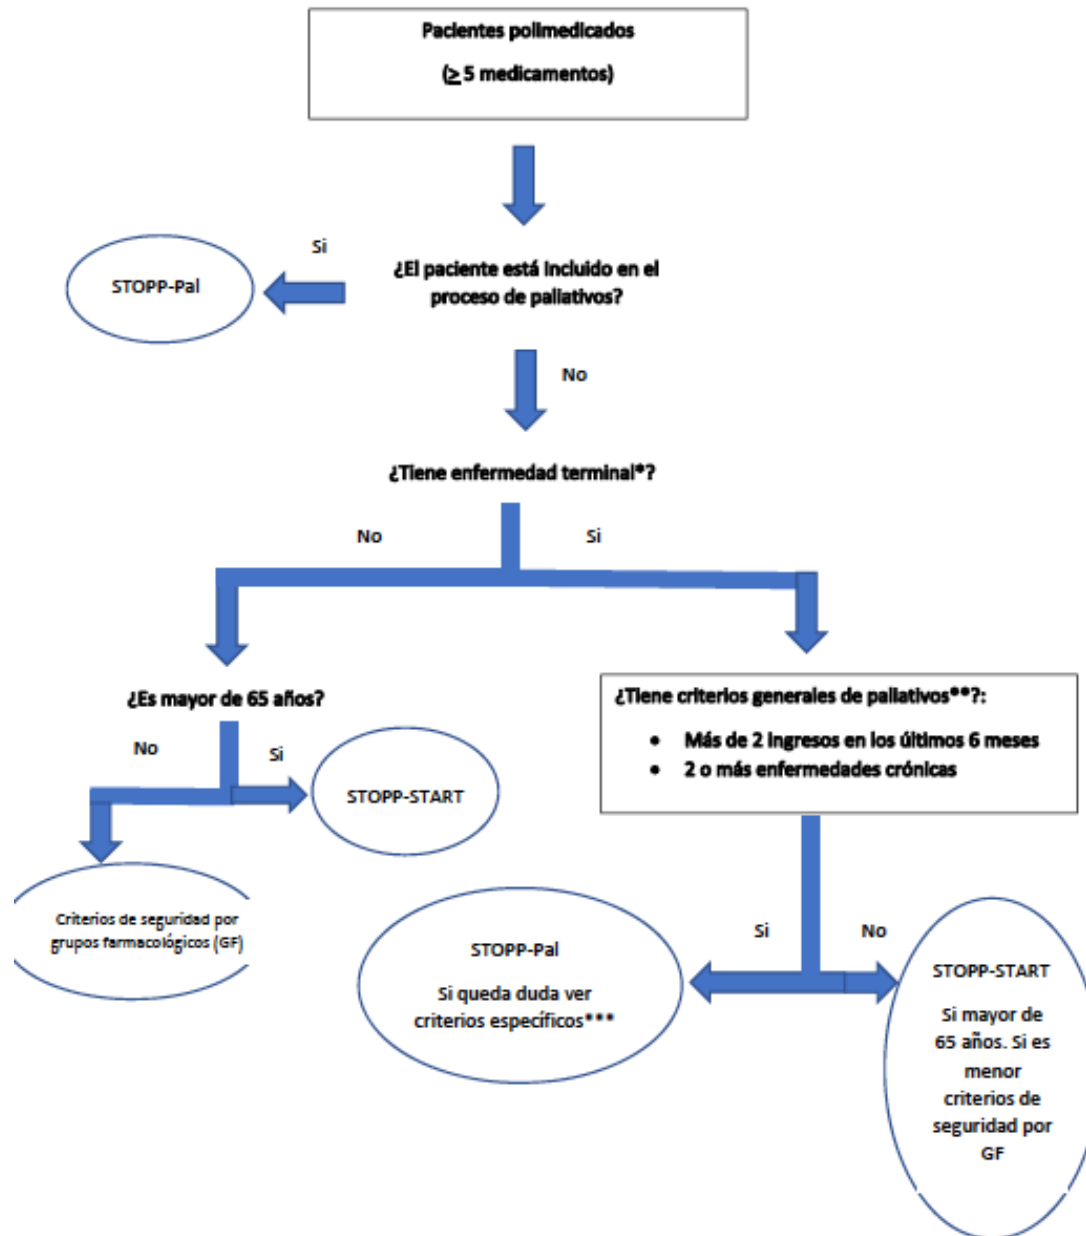 Pacientes polimedicados
(≥ 5 medicamentos)
Si
STOPP-Pal
¿El paciente está incluido en el
proceso de paliativos?
No
¿Tiene enfermedad terminal*?
No
Si
¿Es mayor de 65 años?
No
Si
STOPP-START
Criterios de seguridad por
grupos farmacológicos (GF)
¿Tiene criterios generales de paliativos**?:
• Más de 2 ingresos en los últimos 6 meses
• 2 o más enfermedades crónicas
Si
No
STOPP-Pal
Si queda duda ver
criterios específicos***
STOPP-START
Si mayor de
65 años. Si es
menor
criterios de
seguridad por
GF